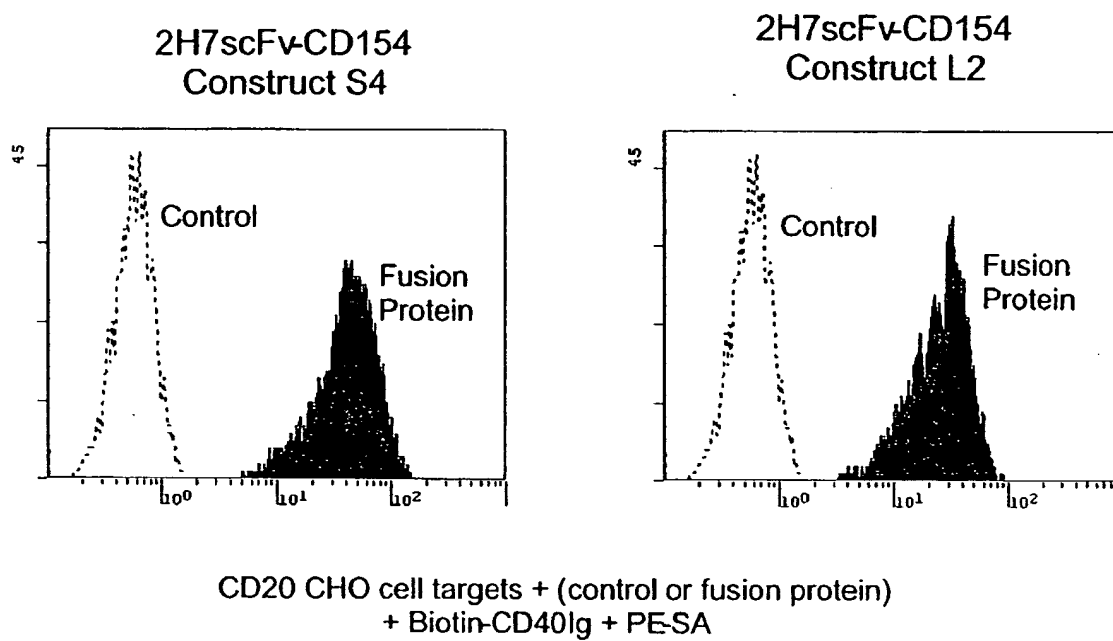 2H7scFv-CD154
Construct S4
2H7scFv-CD154
Construct L2
45
Control
Fusion
Protein
10⁰ 10¹ 10²
45
Control
Fusion
Protein
10⁰ 10¹ 10²
CD20 CHO cell targets + (control or fusion protein)
+ Biotin-CD40Ig + PE-SA